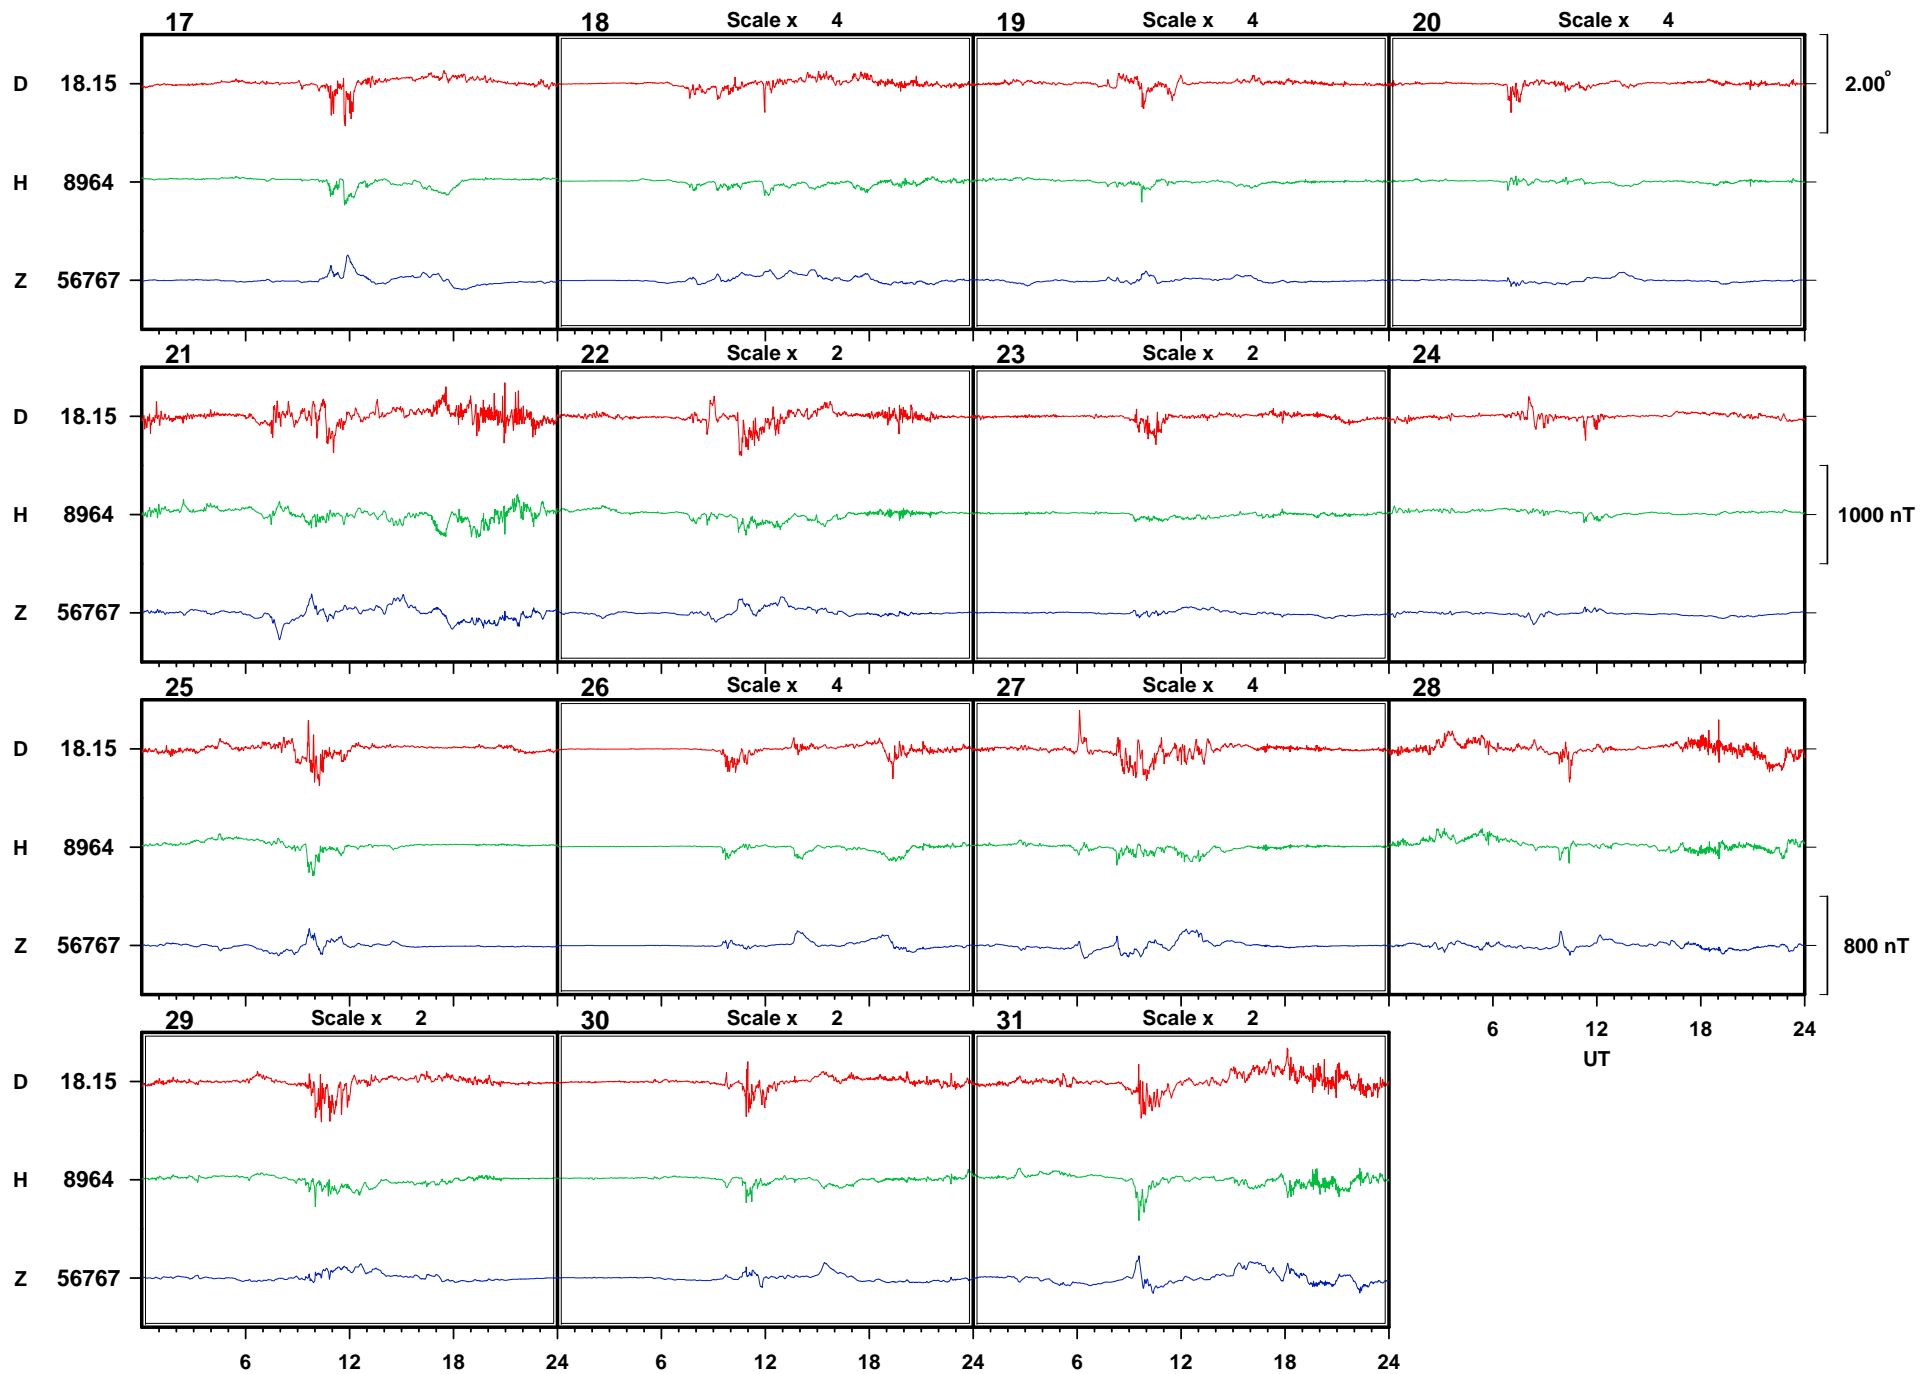 17 18 Scale x 4 19 Scale x 4 20 Scale x 4
D 18.15 2.00°
H 8964
Z 56767
21 22 Scale x 2 23 Scale x 2 24
D 18.15
H 8964 1000 nT
Z 56767
25 26 Scale x 4 27 Scale x 4 28
D 18.15
H 8964
Z 56767 800 nT
29 Scale x 2 30 Scale x 2 31 Scale x 2
6 12 18 24
UT
D 18.15
H 8964
Z 56767
6 12 18 24 6 12 18 24 6 12 18 24